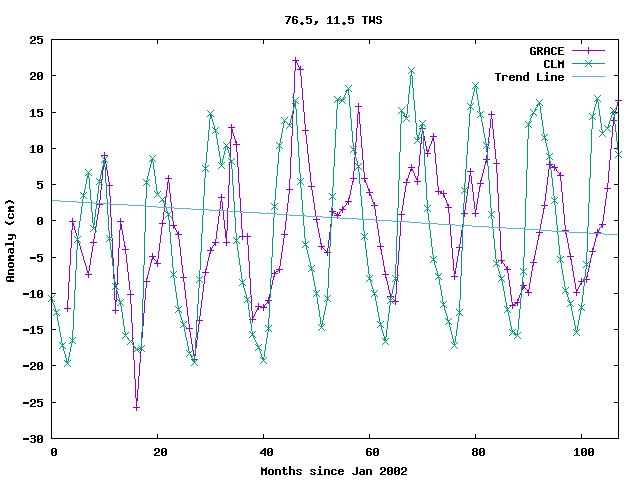 76.5, 11.5 TWS
GRACE
CLM
Trend Line
25
20
15
10
5
0
-5
-10
-15
-20
-25
-30
Anomaly (cm)
0 20 40 60 80 100
Months since Jan 2002